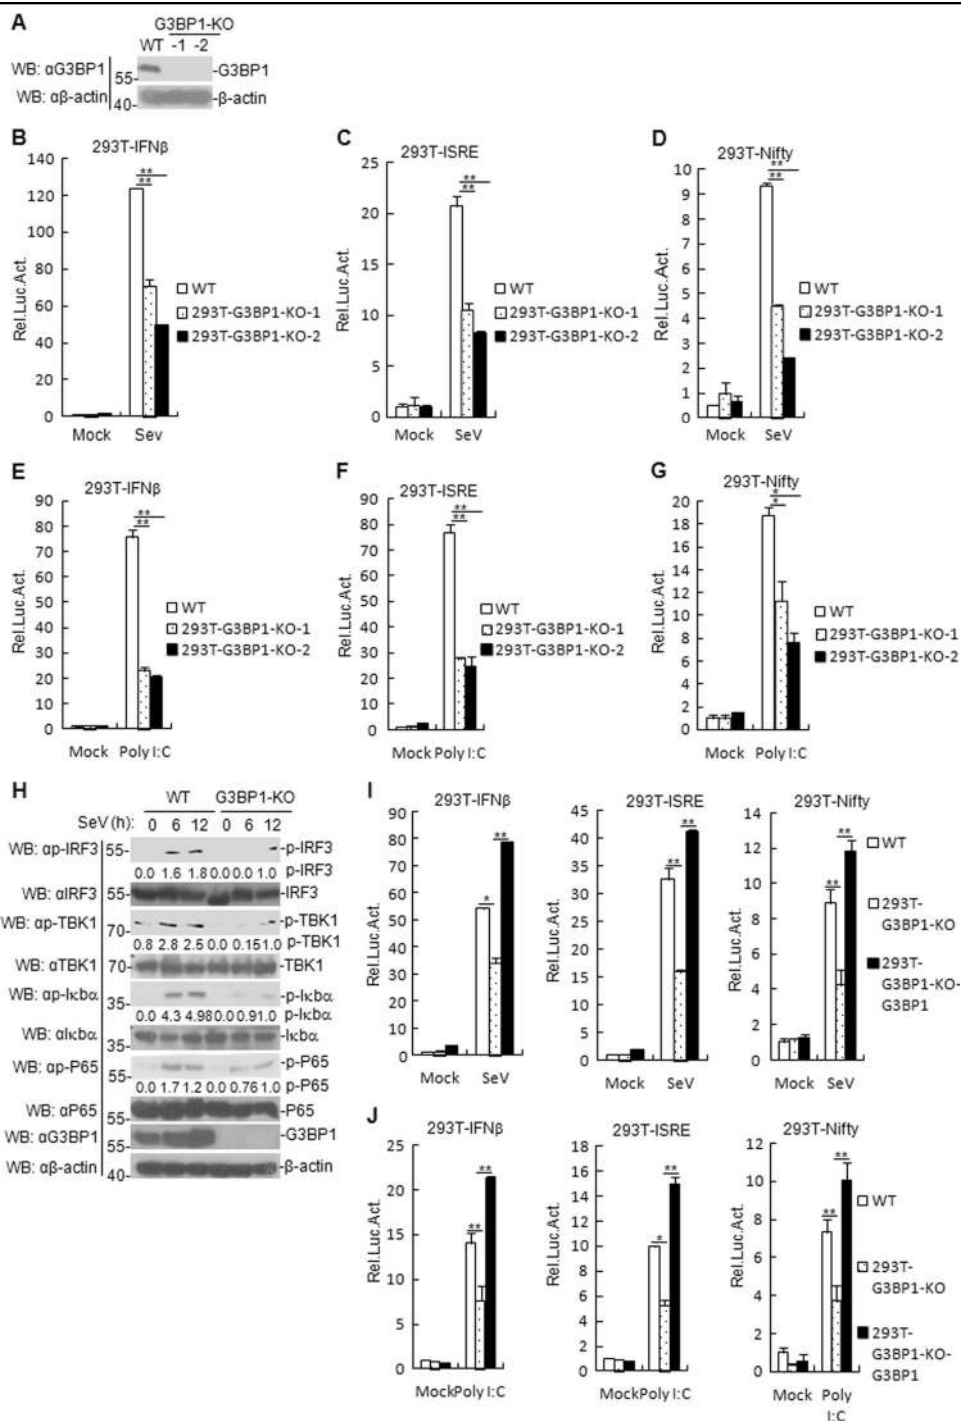 A
G3BP1-KO
WT -1 -2
WB: αG3BP1
55-
-G3BP1
WB: αβ-actin
40-
-β-actin
B
293T-IFNβ
Rel.Luc.Act.
140
120
100
80
60
40
20
0
**
**
Mock
Sev
WT
293T-G3BP1-KO-1
293T-G3BP1-KO-2
C
293T-ISRE
Rel.Luc.Act.
25
20
15
10
5
0
**
**
Mock
SeV
WT
293T-G3BP1-KO-1
293T-G3BP1-KO-2
D
293T-Nifty
Rel.Luc.Act.
10
9
8
7
6
5
4
3
2
1
0
**
**
Mock
SeV
WT
293T-G3BP1-KO-1
293T-G3BP1-KO-2
E
293T-IFNβ
Rel.Luc.Act.
90
80
70
60
50
40
30
20
10
0
**
**
Mock
Poly I:C
WT
293T-G3BP1-KO-1
293T-G3BP1-KO-2
F
293T-ISRE
Rel.Luc.Act.
90
80
70
60
50
40
30
20
10
0
**
**
Mock
Poly I:C
WT
293T-G3BP1-KO-1
293T-G3BP1-KO-2
G
293T-Nifty
Rel.Luc.Act.
20
18
16
14
12
10
8
6
4
2
0
*
*
Mock
Poly I:C
WT
293T-G3BP1-KO-1
293T-G3BP1-KO-2
H
WT G3BP1-KO
SeV (h): 0 6 12 0 6 12
WB: αp-IRF3
55-
-p-IRF3
0.0 1.6 1.8 0.0 0.0 1.0
p-IRF3
WB: αIRF3
55-
-IRF3
WB: αp-TBK1
70-
-p-TBK1
0.8 2.8 2.5 0.0 0.15 1.0
p-TBK1
WB: αTBK1
70-
-TBK1
WB: αp-Iκbα
35-
-p-Iκbα
0.0 4.3 4.98 0.0 0.91.0
p-Iκbα
WB: αIκbα
35-
-Iκbα
WB: αp-P65
55-
-p-P65
0.0 1.7 1.2 0.0 0.76 1.0
p-P65
WB: αP65
55-
-P65
WB: αG3BP1
55-
-G3BP1
WB: αβ-actin
40-
-β-actin
I
293T-IFNβ
Rel.Luc.Act.
90
80
70
60
50
40
30
20
10
0
*
**
Mock
SeV
293T-ISRE
Rel.Luc.Act.
50
40
30
20
10
0
**
**
Mock
SeV
293T-Nifty
Rel.Luc.Act.
14
12
10
8
6
4
2
0
**
**
Mock
SeV
WT
293T-
G3BP1-KO
293T-
G3BP1-KO-
G3BP1
J
293T-IFNβ
Rel.Luc.Act.
25
20
15
10
5
0
**
**
Mock
Poly I:C
293T-ISRE
Rel.Luc.Act.
18
16
14
12
10
8
6
4
2
0
*
**
Mock
Poly I:C
293T-Nifty
Rel.Luc.Act.
12
10
8
6
4
2
0
**
**
Mock
Poly
I:C
WT
293T-
G3BP1-KO
293T-
G3BP1-KO-
G3BP1